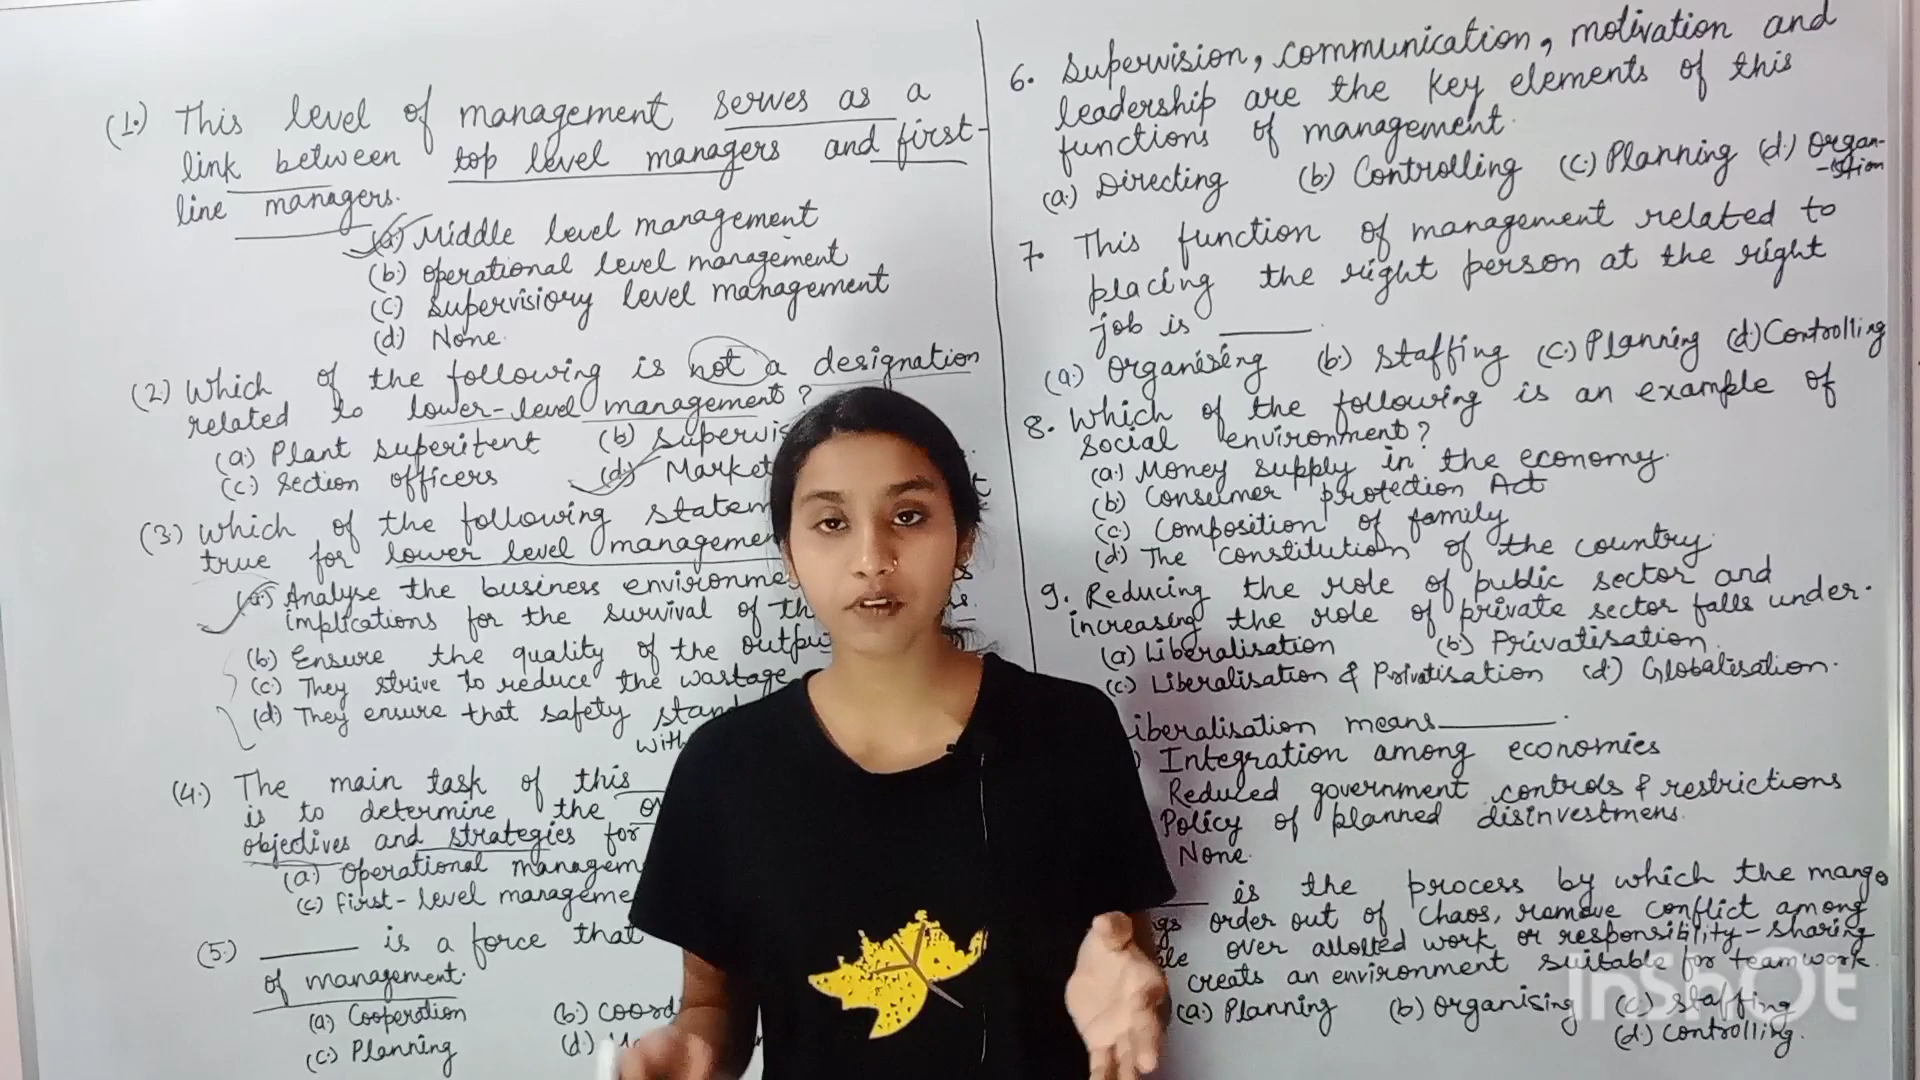 (1.) This level of management serves as a
link between top level managers and first-
line managers.
(a) Middle level management
(b) operational level management
(c) supervisiory level management
(d) None.
(2) Which of the following is not a designation
related to lower-level management?
(a) Plant superitent (b) supervis
(c) section officers (d) Market
(3) which of the following statem
true for lower level managemen
(a) Analyse the business environme
implications for the survival of th
(b) Ensure the quality of the outpu
(c) They strive to reduce the wastage
(d) They ensure that safety stand
with
(4.) The main task of this
is to determine the
objectives and strategies for
(a) operational managem
(c) First-level manageme
(5.) ______ is a force that
of management.
(a) Cooperation (b) Coord
(c) Planning (d)
6. Supervision, communication, motivation and
leadership are the key elements of this
functions of management.
(a) Directing (b) Controlling (c) Planning (d) Organ-
-istion
7. This function of management related to
placing the right person at the right
job is ______.
(a) Organising (b) staffing (c) Planning (d) Controlling
8. Which of the following is an example of
social environment?
(a) Money supply in the economy.
(b) Consumer protection Act
(c) Composition of family
(d) The constitution of the country.
9. Reducing the role of public sector and
increasing the role of private sector falls under.
(a) Liberalisation (b) Privatisation.
(c) Liberalisation & Privatisation (d) Globalisation.
iberalisation means ______.
Integration among economies
Reduced government controls & restrictions
Policy of planned disinvestmens.
None.
is the process by which the mange
gs order out of chaos, remove conflict among
ple over allotted work or responsibility-sharing
creats an environment suitable for teamwork.
(a) Planning (b) Organising (c) staffing
(d) Controlling.
InShOt